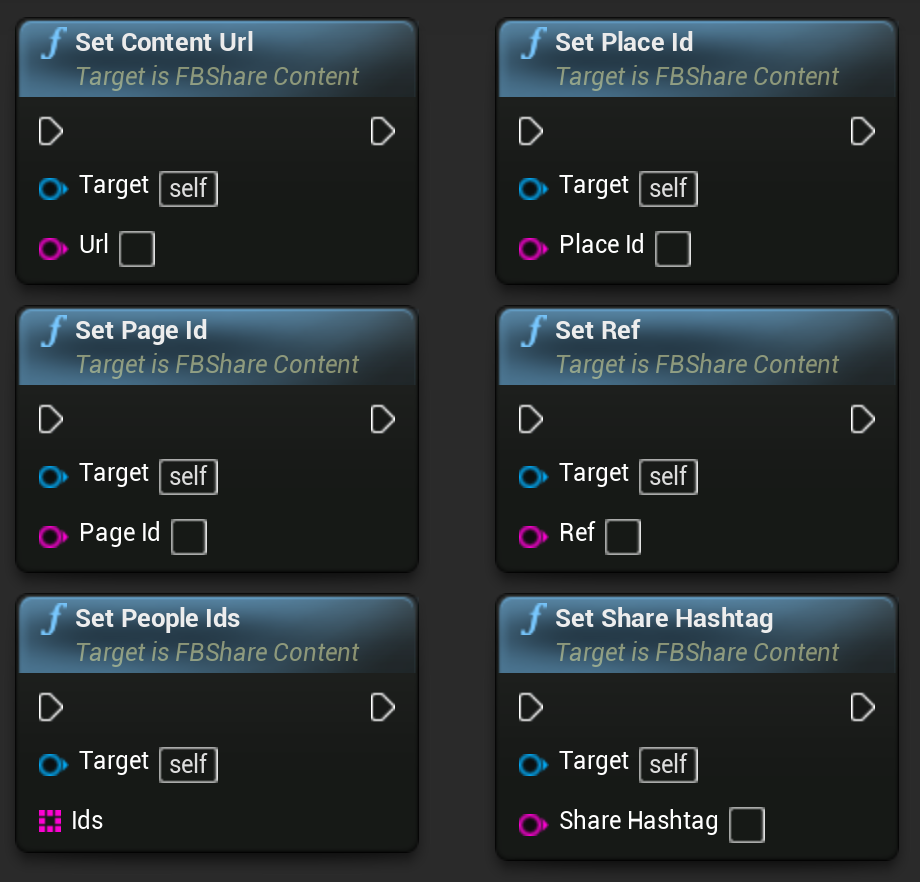 Set Content Url
Target is FBShare Content
Target self
Url
Set Place Id
Target is FBShare Content
Target self
Place Id
Set Page Id
Target is FBShare Content
Target self
Page Id
Set Ref
Target is FBShare Content
Target self
Ref
Set People Ids
Target is FBShare Content
Target self
Ids
Set Share Hashtag
Target is FBShare Content
Target self
Share Hashtag